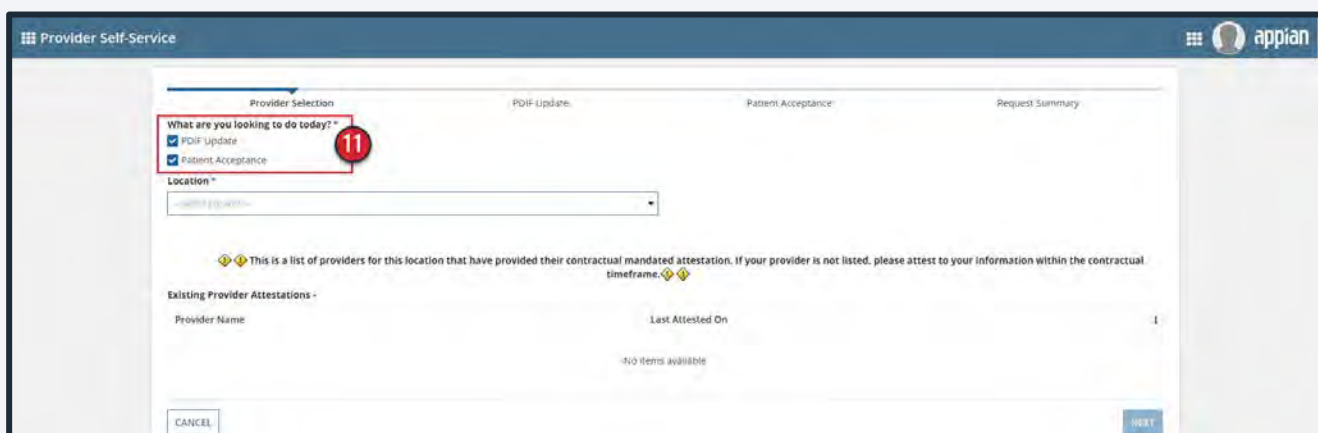 Provider Self-Service
appian
Provider Selection PDIF Update Patient Acceptance Request Summary
What are you looking to do today? *
PDIF Update
Patient Acceptance
11
Location *
This is a list of providers for this location that have provided their contractual mandated attestation. If your provider is not listed, please attest to your information within the contractual
timeframe.
Existing Provider Attestations -
Provider Name Last Attested On
No items available
CANCEL NEXT